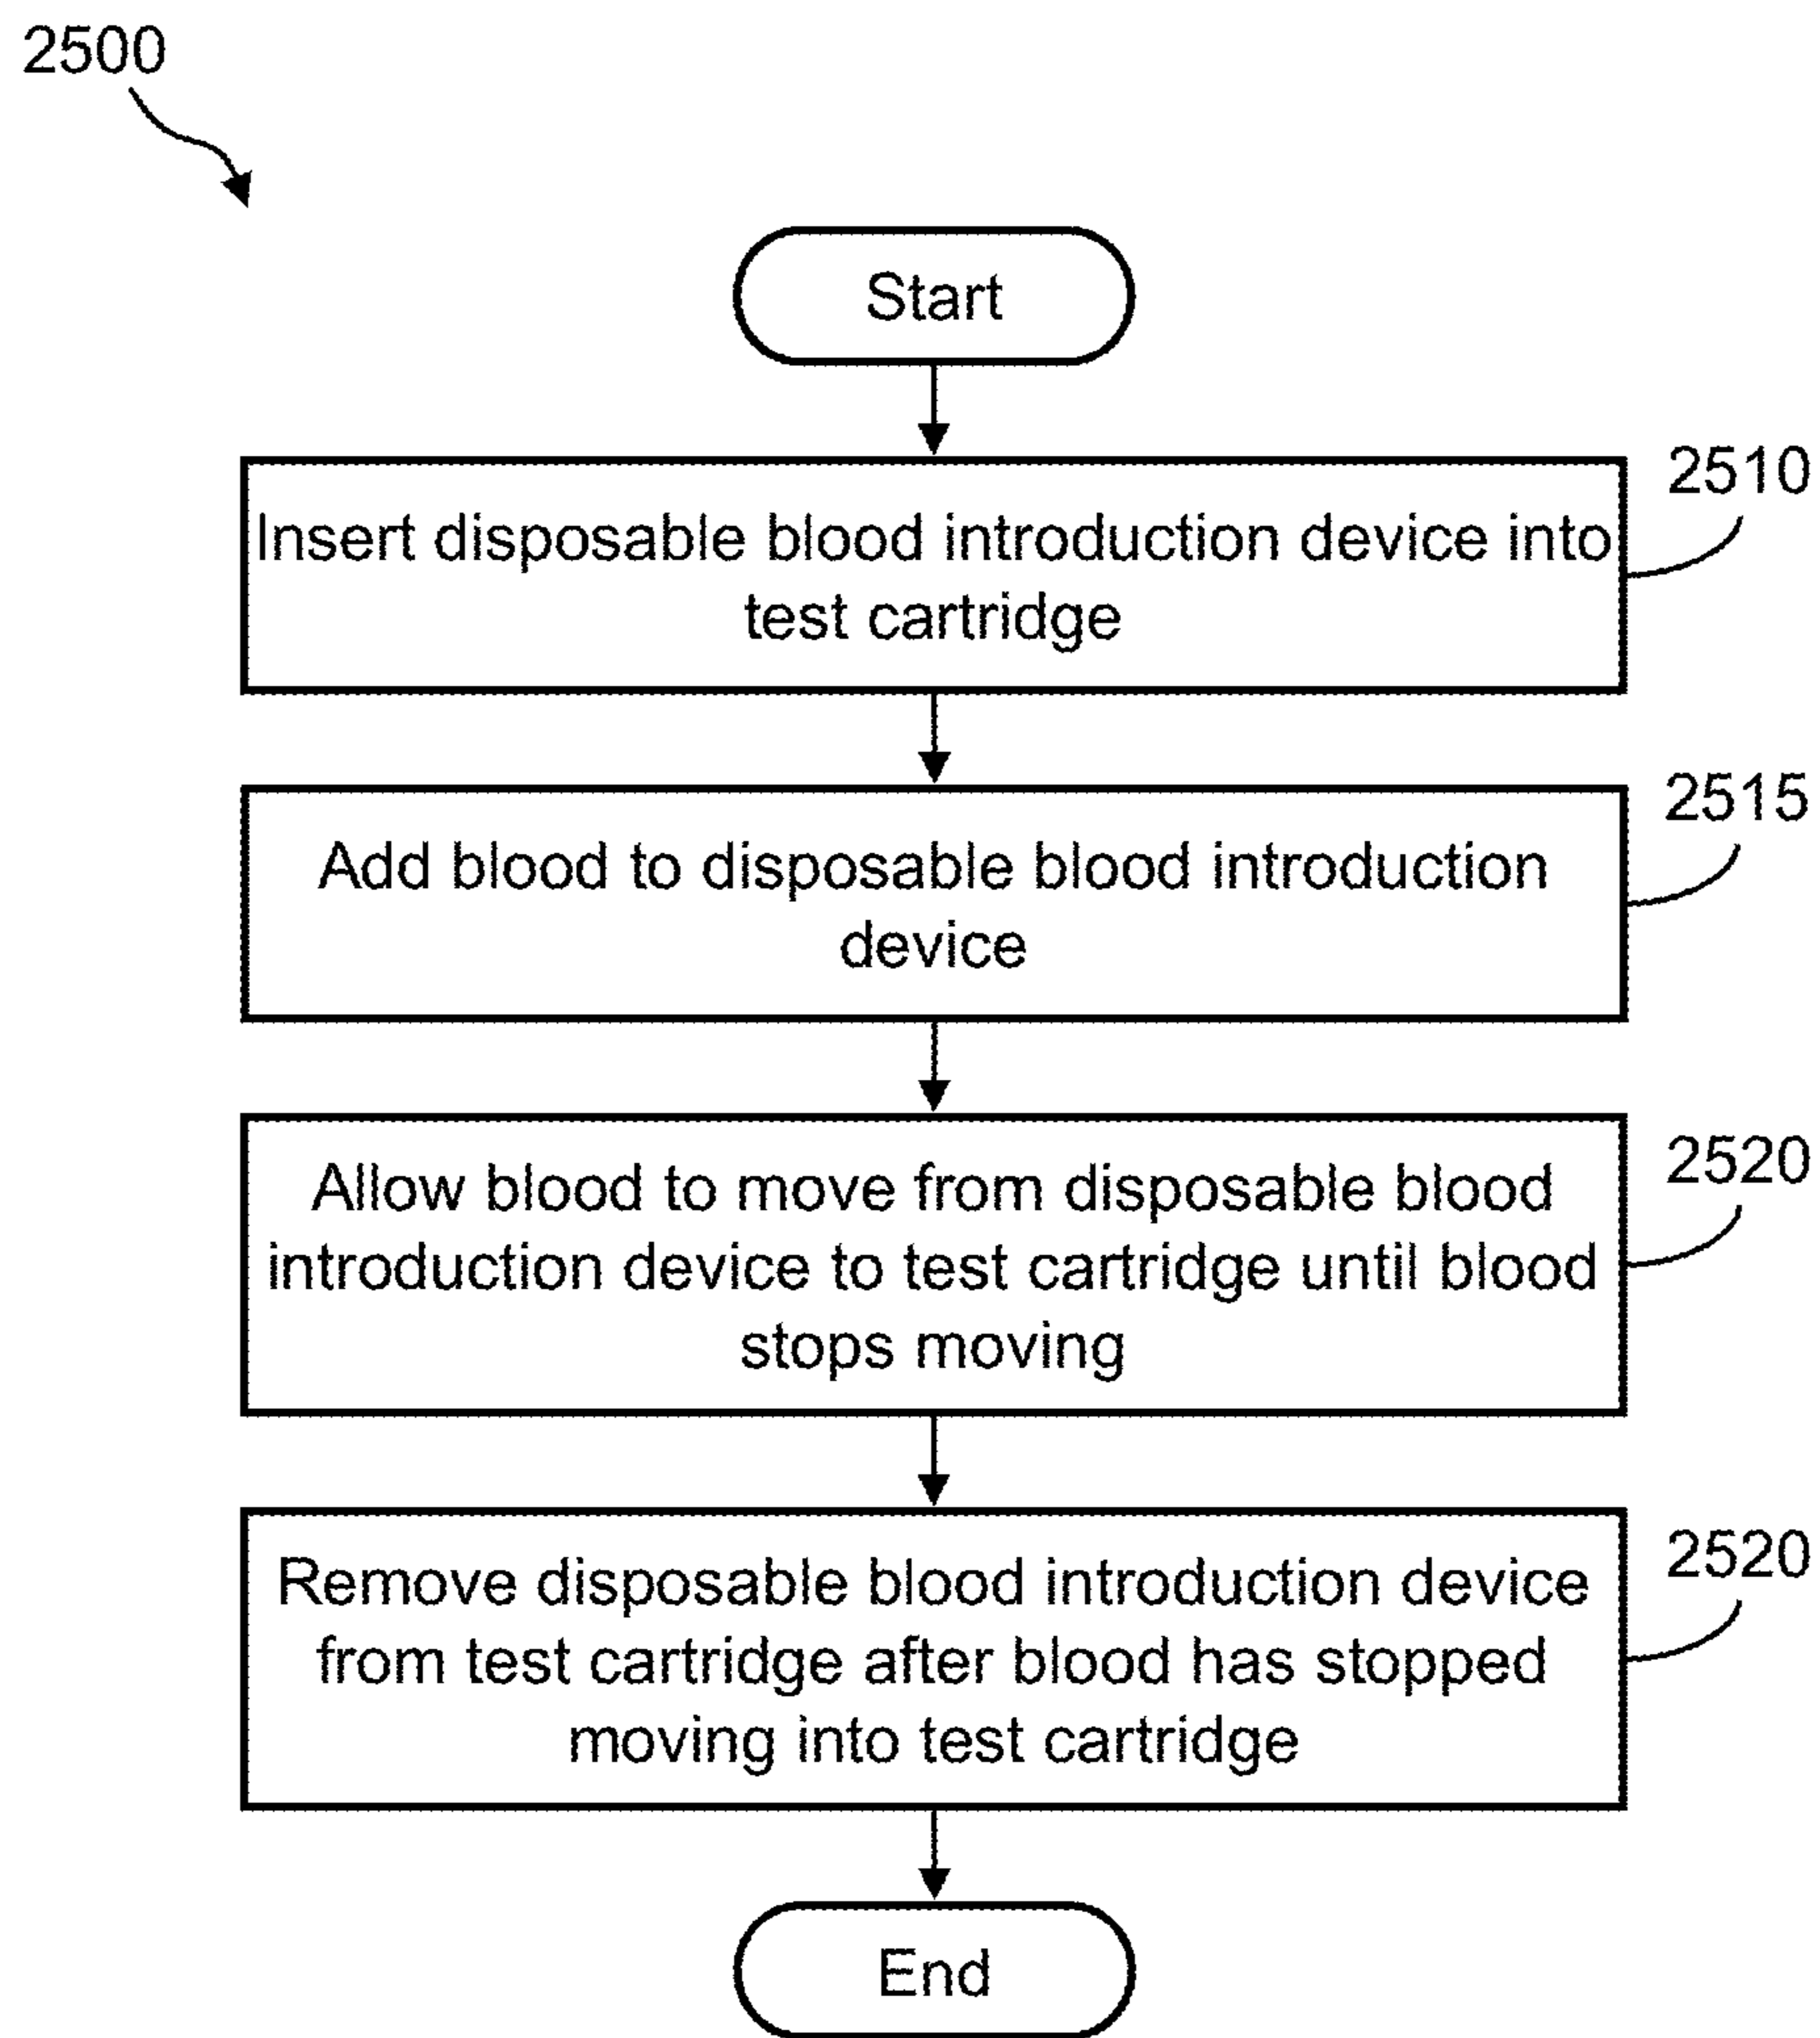 2500
Start
2510
Insert disposable blood introduction device into
test cartridge
2515
Add blood to disposable blood introduction
device
2520
Allow blood to move from disposable blood
introduction device to test cartridge until blood
stops moving
2520
Remove disposable blood introduction device
from test cartridge after blood has stopped
moving into test cartridge
End